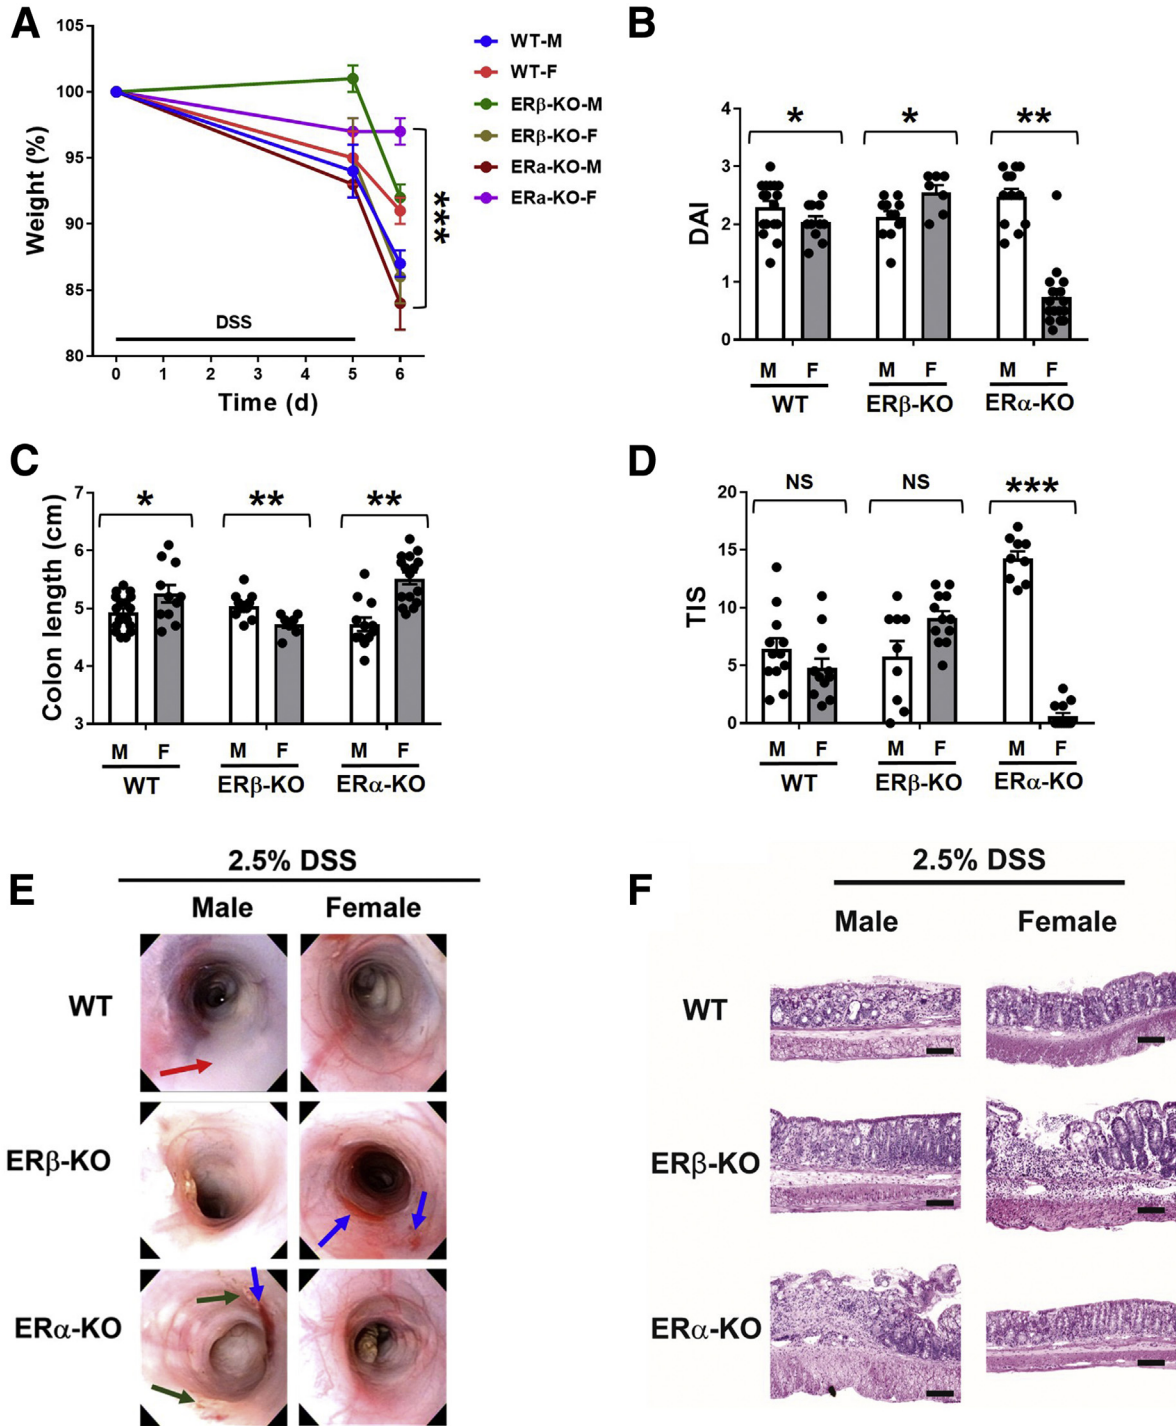 A
105
100
95
90
85
80
Weight (%)
DSS
0 1 2 3 4 5 6
Time (d)
WT-M
WT-F
ERβ-KO-M
ERβ-KO-F
ERa-KO-M
ERa-KO-F
***
B
* * **
4
3
2
1
0
DAI
M F M F M F
WT ERβ-KO ERα-KO
C
* ** **
7
6
5
4
3
Colon length (cm)
M F M F M F
WT ERβ-KO ERα-KO
D
NS NS ***
20
15
10
5
0
TIS
M F M F M F
WT ERβ-KO ERα-KO
E
2.5% DSS
Male Female
WT
ERβ-KO
ERα-KO
F
2.5% DSS
Male Female
WT
ERβ-KO
ERα-KO